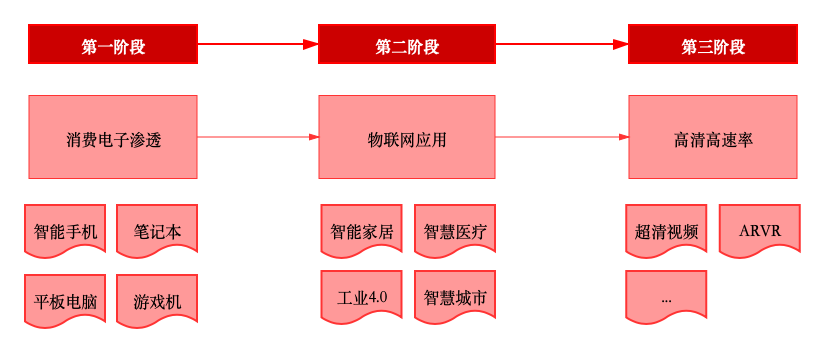 第一阶段
第二阶段
第三阶段
消费电子渗透
物联网应用
高清高速率
智能手机
笔记本
智能家居
智慧医疗
超清视频
ARVR
平板电脑
游戏机
工业4.0
智慧城市
...